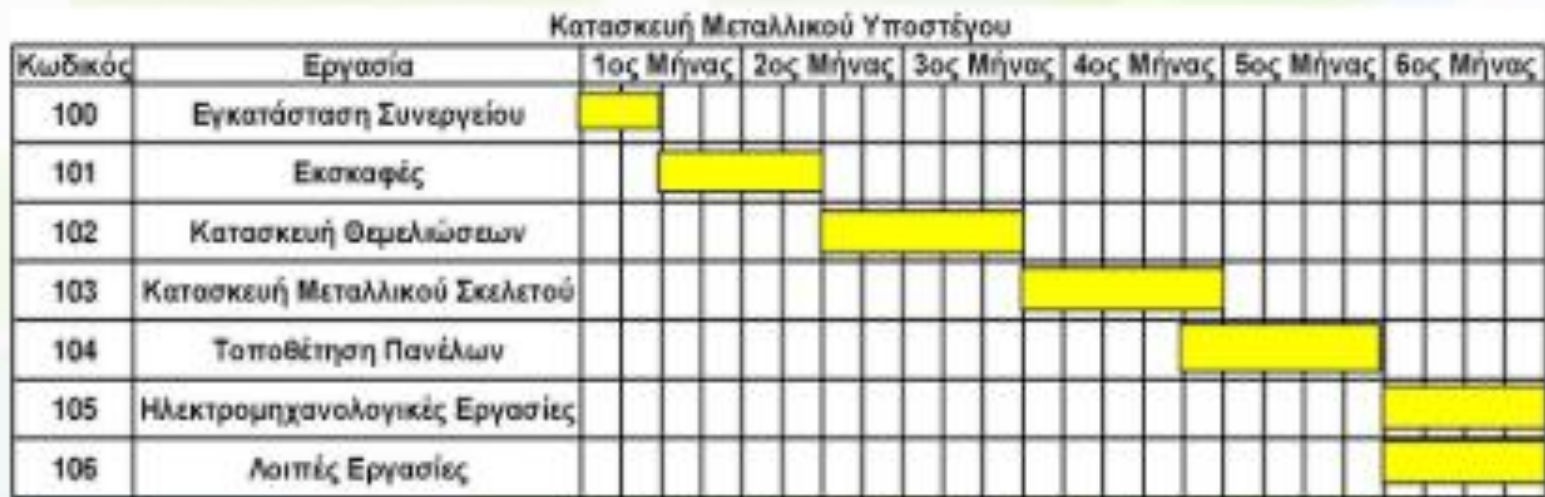 Κατασκευή Μεταλλικού Υποστέγου
Κωδικός Εργασία 1ος Μήνας 2ος Μήνας 3ος Μήνας 4ος Μήνας 5ος Μήνας 6ος Μήνας
100 Εγκατάσταση Συνεργείου
101 Εκσκαφές
102 Κατασκευή Θεμελιώσεων
103 Κατασκευή Μεταλλικού Σκελετού
104 Τοποθέτηση Πανέλων
105 Ηλεκτρομηχανολογικές Εργασίες
106 Λοιπές Εργασίες